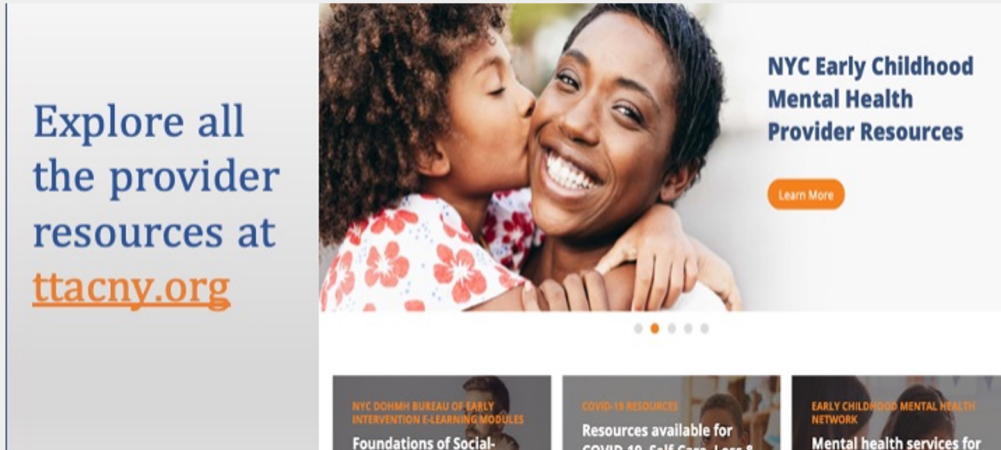 Explore all
the provider
resources at
ttacny.org
NYC Early Childhood
Mental Health
Provider Resources
Learn More
NYC DOHMH BUREAU OF EARLY
INTERVENTION E-LEARNING MODULES
Foundations of Social-
COVID-19 RESOURCES
Resources available for
COVID-19, Self Care, Loss &
EARLY CHILDHOOD MENTAL HEALTH
NETWORK
Mental health services for